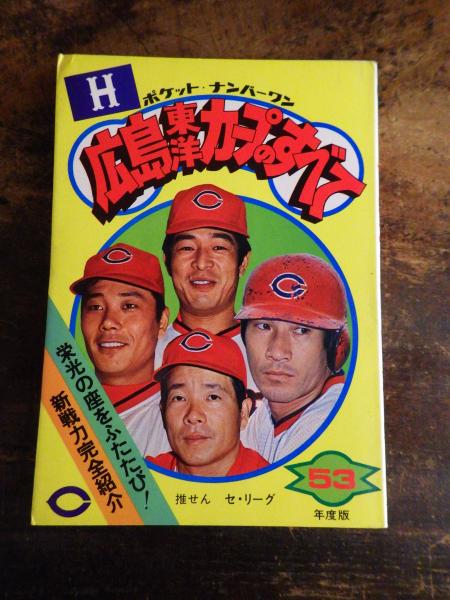 H
ポケット・ナンバーワン
広島東洋カープのすべて
栄光の座をふたたび!
新戦力完全紹介
推せん セ・リーグ
53
年度版